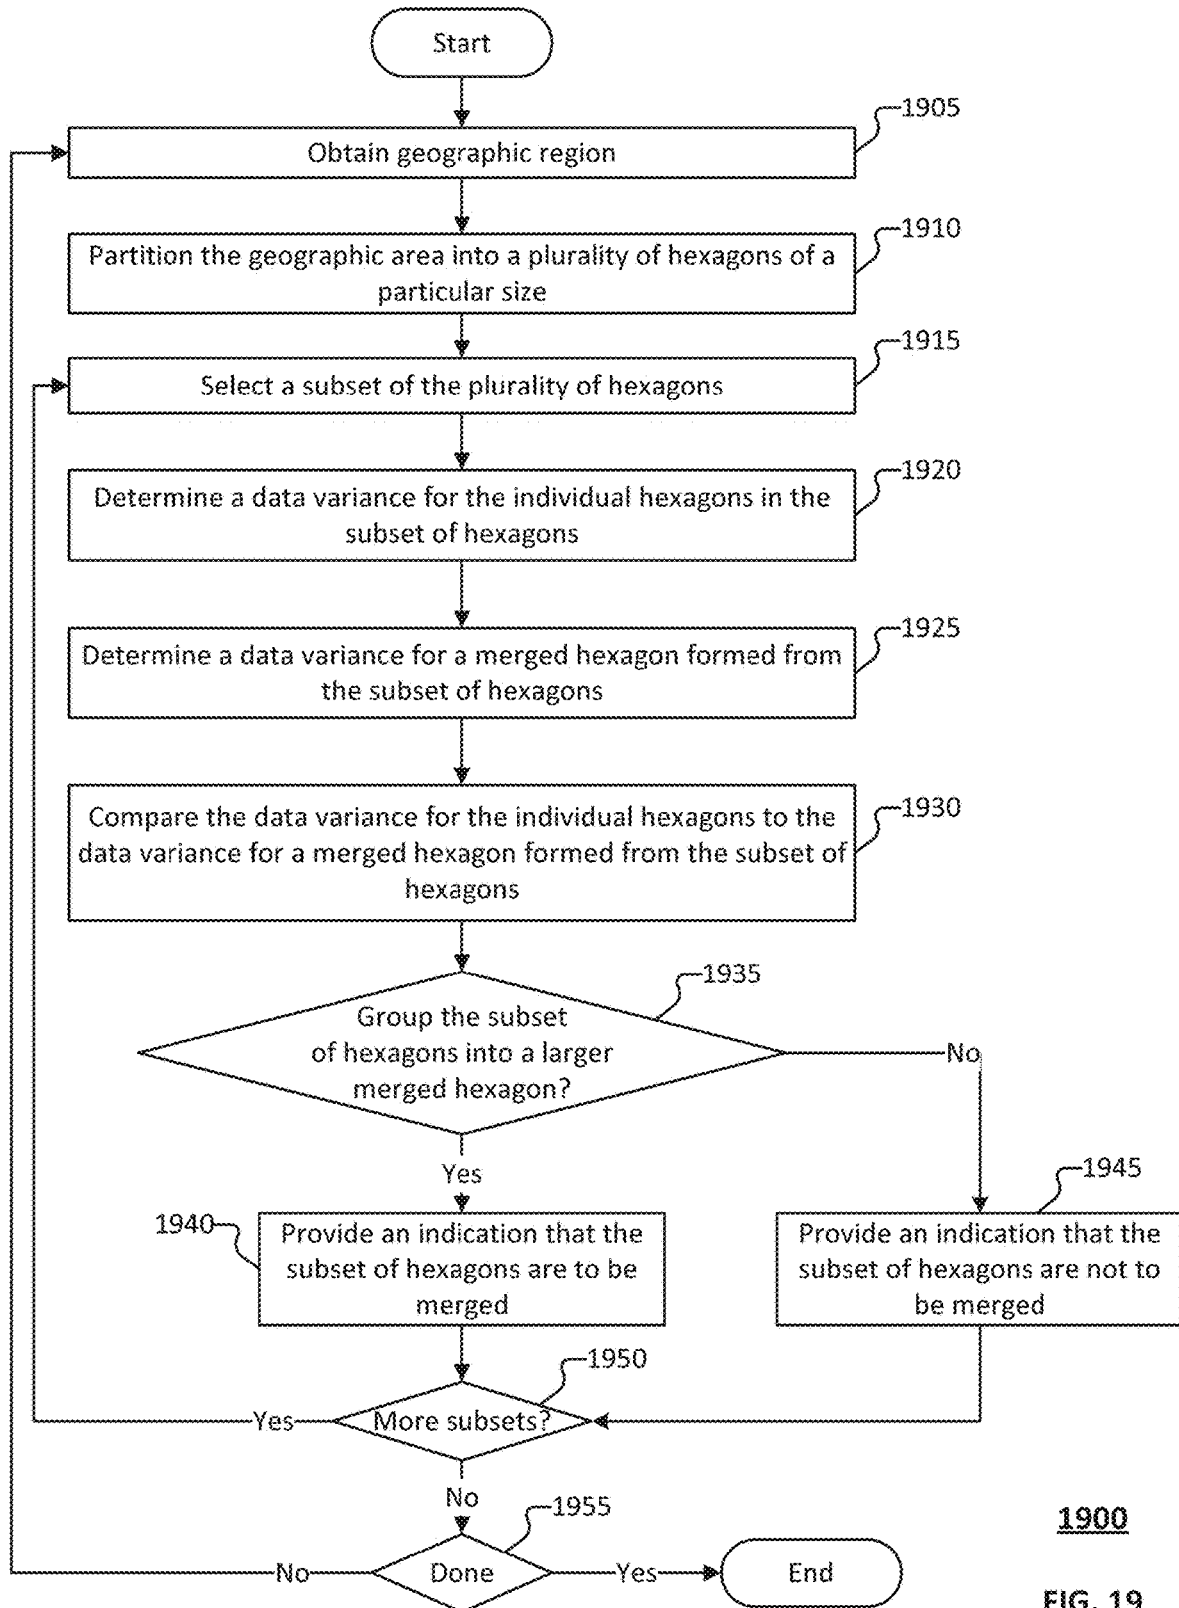 Start
1905
Obtain geographic region
1910
Partition the geographic area into a plurality of hexagons of a
particular size
1915
Select a subset of the plurality of hexagons
1920
Determine a data variance for the individual hexagons in the
subset of hexagons
1925
Determine a data variance for a merged hexagon formed from
the subset of hexagons
1930
Compare the data variance for the individual hexagons to the
data variance for a merged hexagon formed from the subset of
hexagons
1935
Group the subset
of hexagons into a larger
merged hexagon?
No
Yes
1945
1940
Provide an indication that the
subset of hexagons are to be
merged
Provide an indication that the
subset of hexagons are not to
be merged
1950
More subsets?
Yes
No
1955
Done
No
Yes
End
1900
FIG. 19